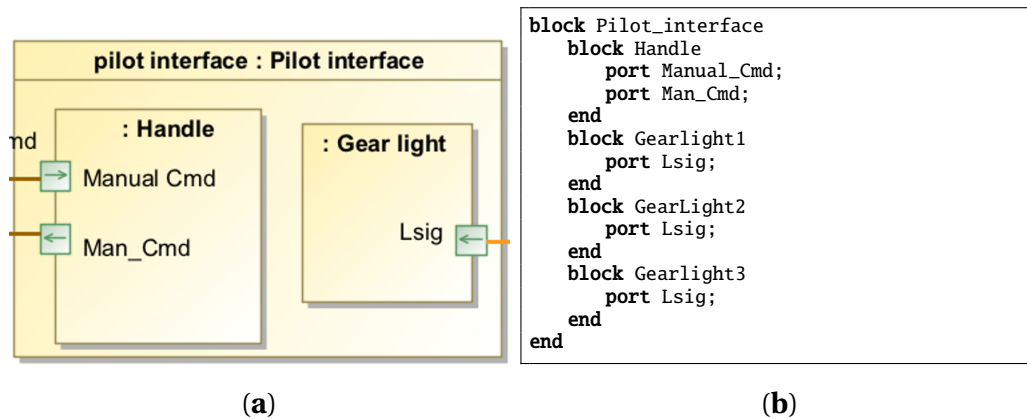 pilot interface : Pilot interface
: Handle
md
Manual Cmd
Man_Cmd
: Gear light
Lsig
block Pilot_interface
block Handle
port Manual_Cmd;
port Man_Cmd;
end
block Gearlight1
port Lsig;
end
block GearLight2
port Lsig;
end
block Gearlight3
port Lsig;
end
end
(a)
(b)